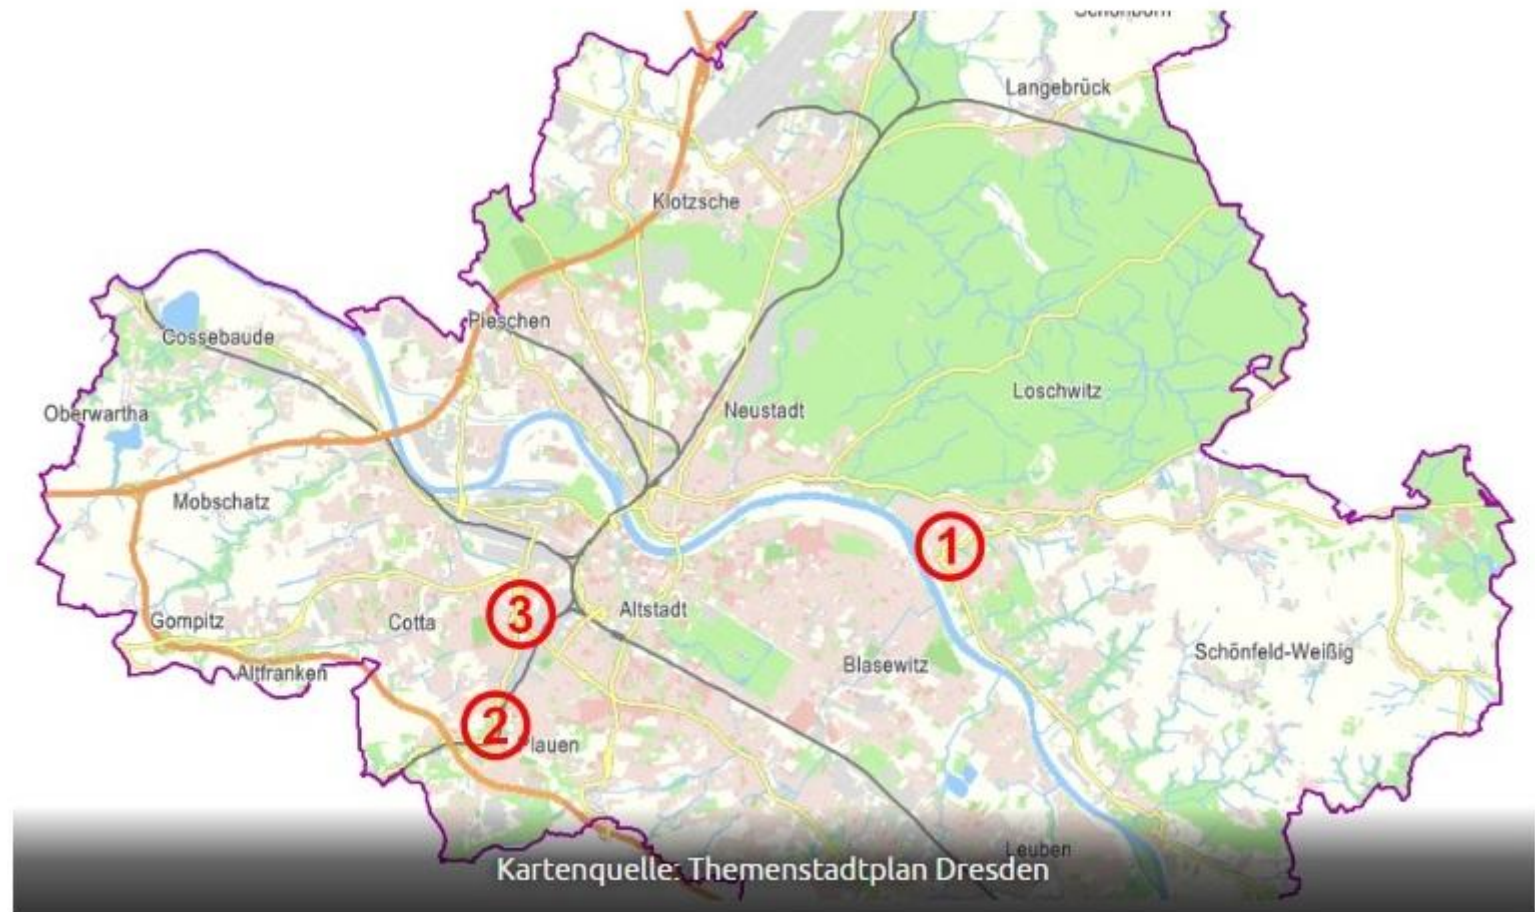 Schönborn
Langebrück
Klotzsche
Pieschen
Cossebaude
Loschwitz
Neustadt
Oberwartha
Mobschatz
1
3
Altstadt
Cotta
Gompitz
Schönfeld-Weißig
Blasewitz
Altfranken
2
Plauen
Leuben
Kartenquelle: Themenstadtplan Dresden